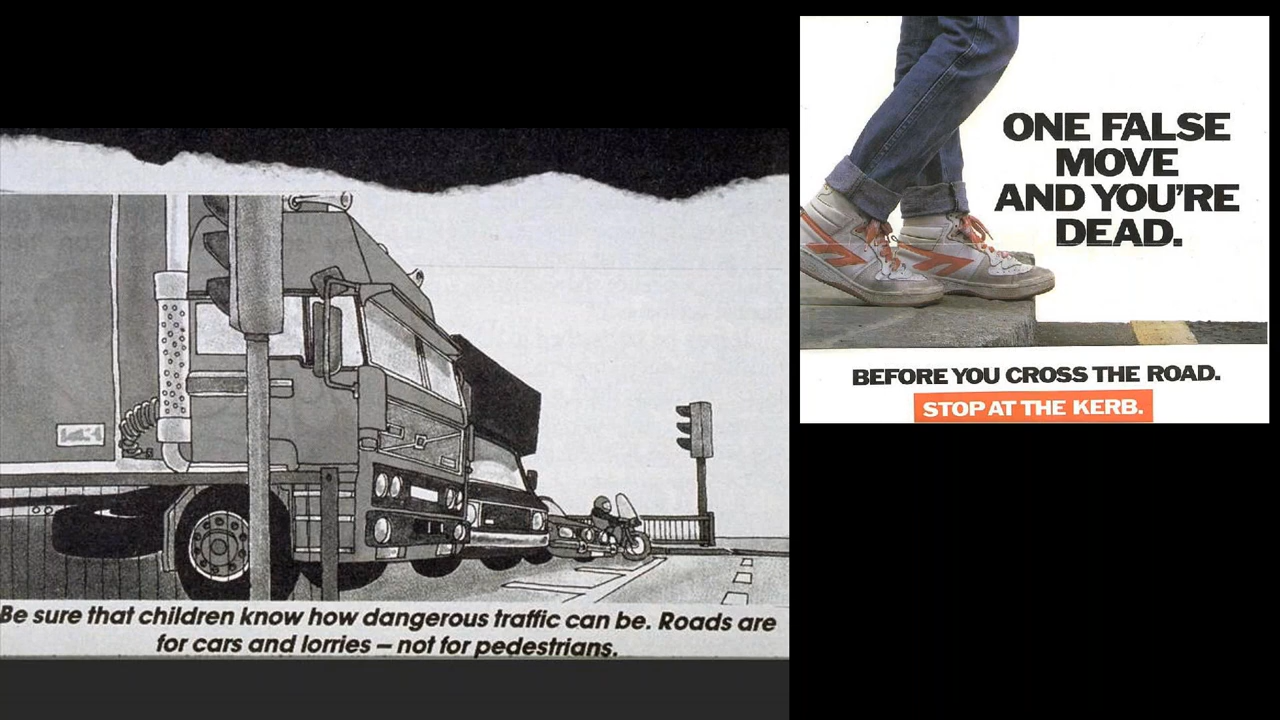 Be sure that children know how dangerous traffic can be. Roads are
for cars and lorries – not for pedestrians.
ONE FALSE
MOVE
AND YOU'RE
DEAD.
BEFORE YOU CROSS THE ROAD.
STOP AT THE KERB.